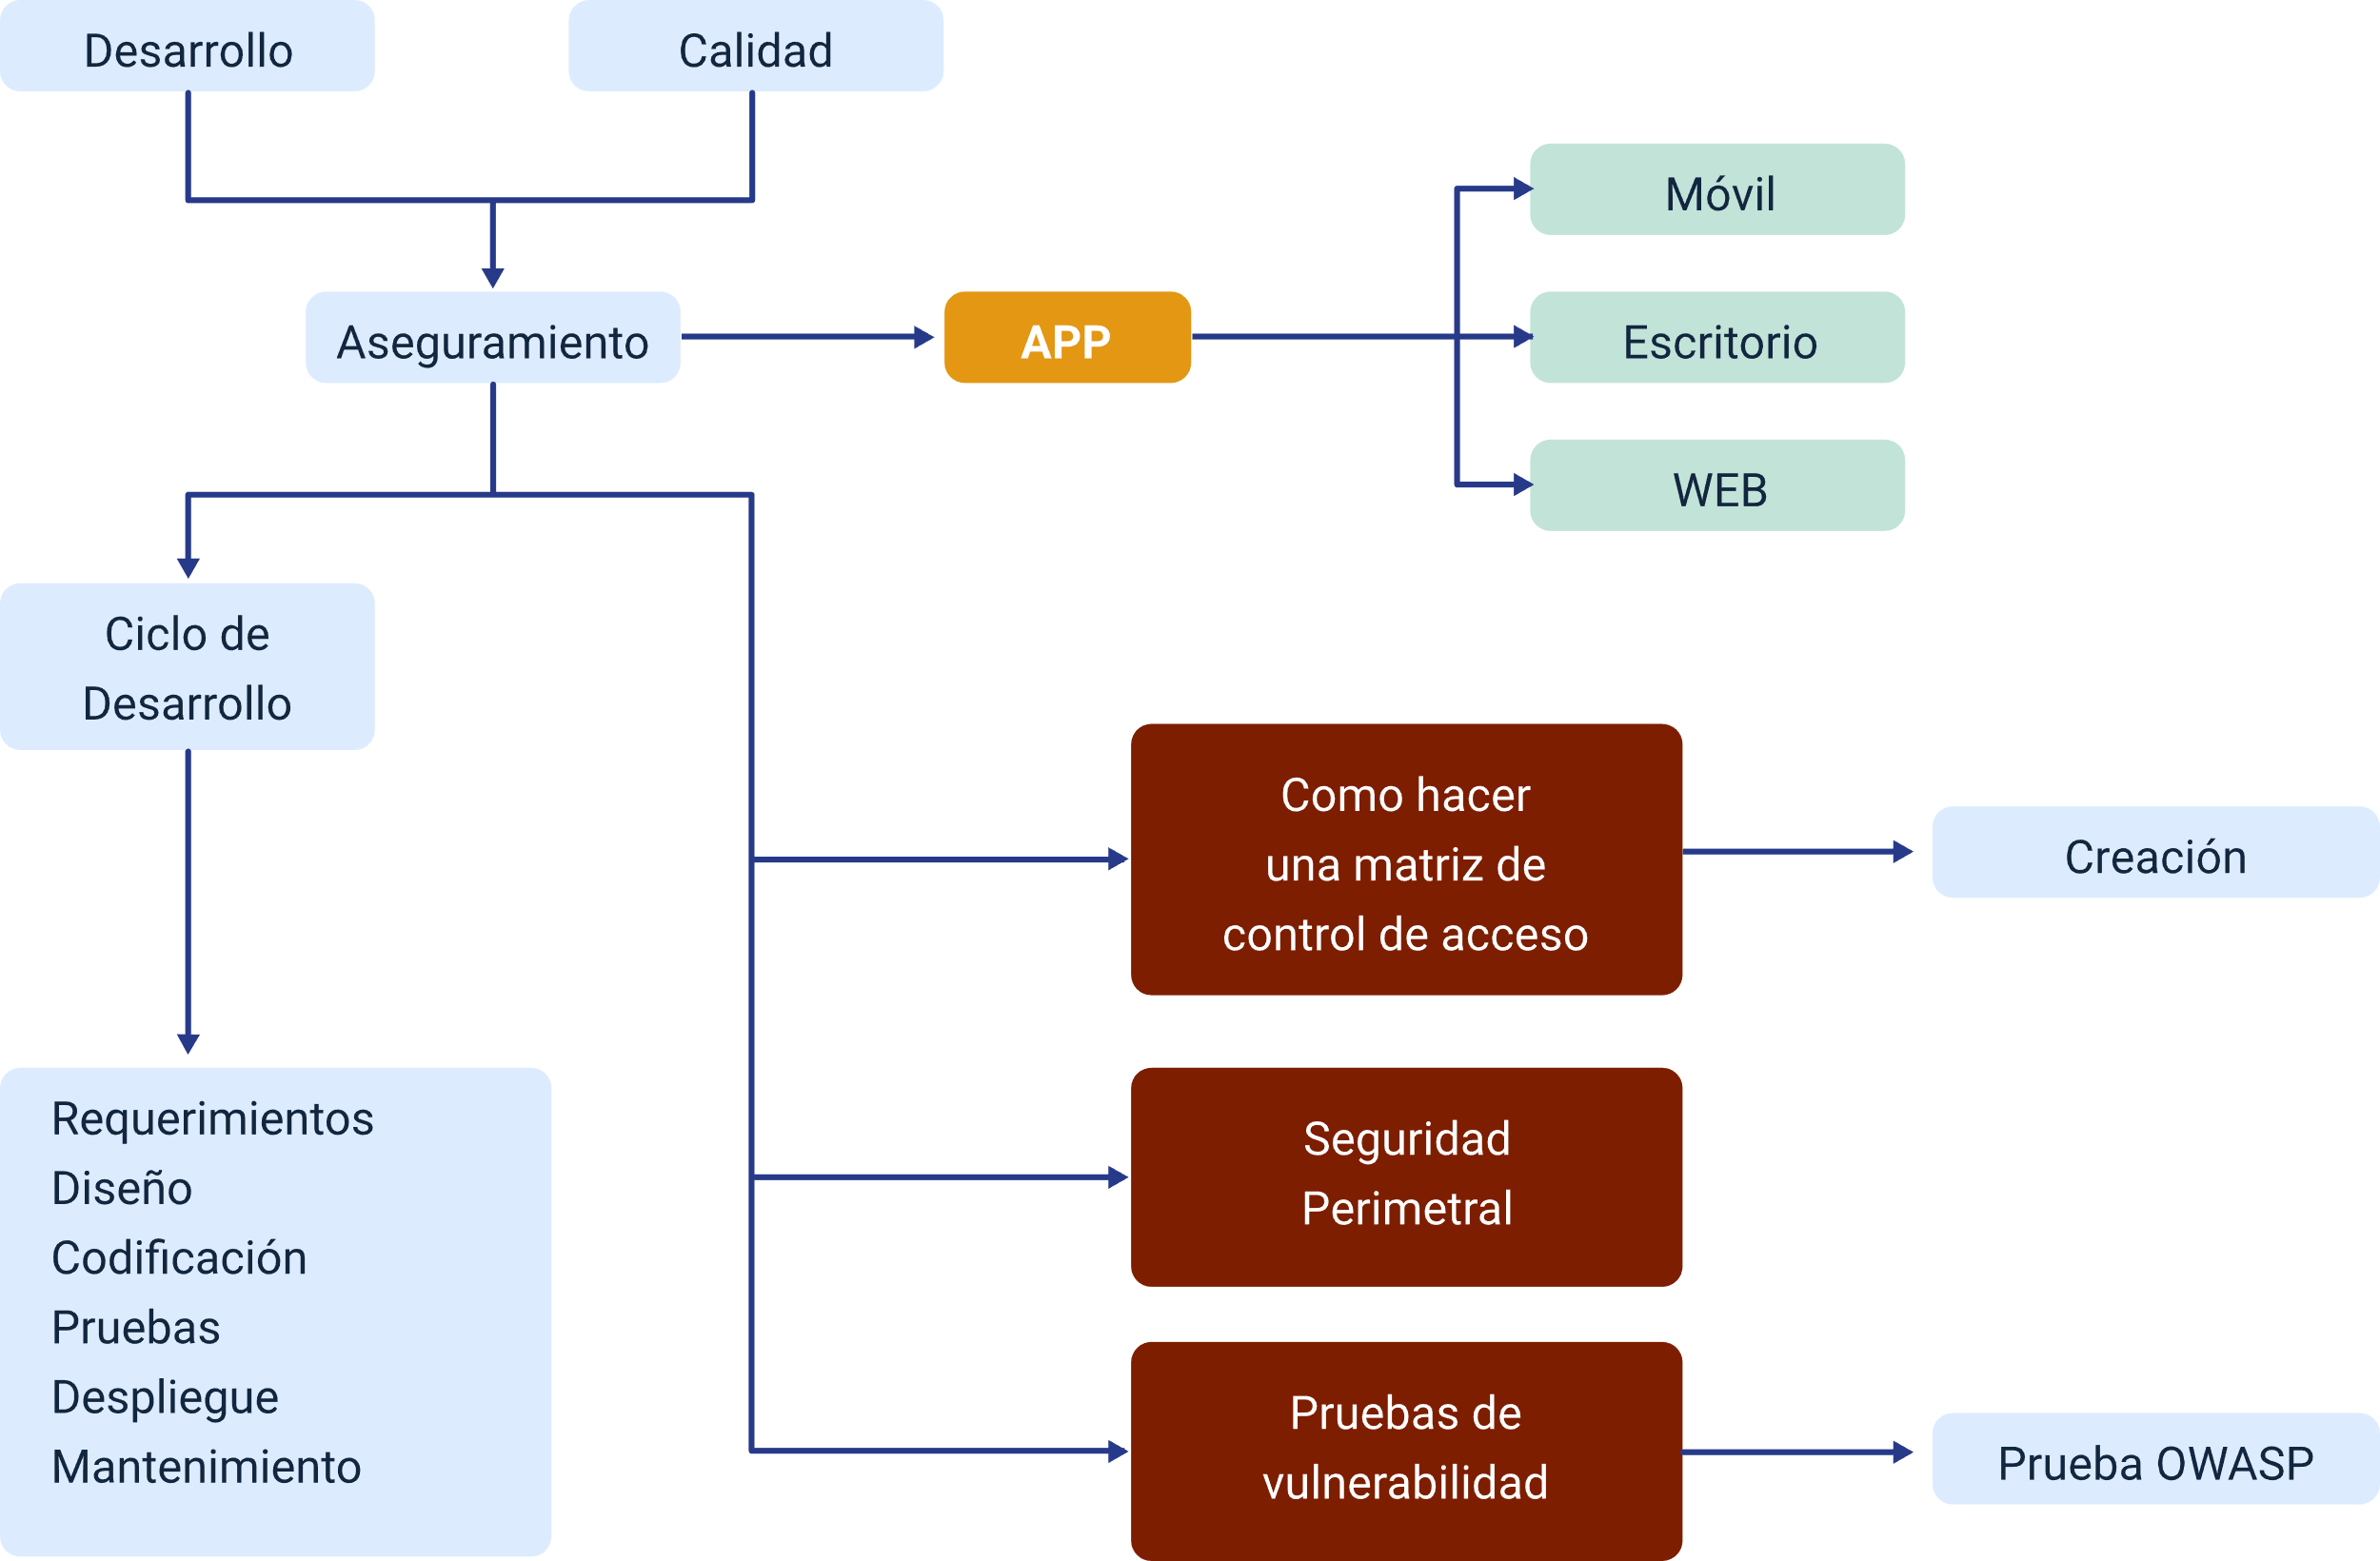 Desarrollo
Calidad
Móvil
Aseguramiento
APP
Escritorio
WEB
Ciclo de
Desarrollo
Como hacer
una matriz de
control de acceso
Creación
Requerimientos
Diseño
Codificación
Pruebas
Despliegue
Mantenimiento
Seguridad
Perimetral
Pruebas de
vulnerabilidad
Prueba OWASP